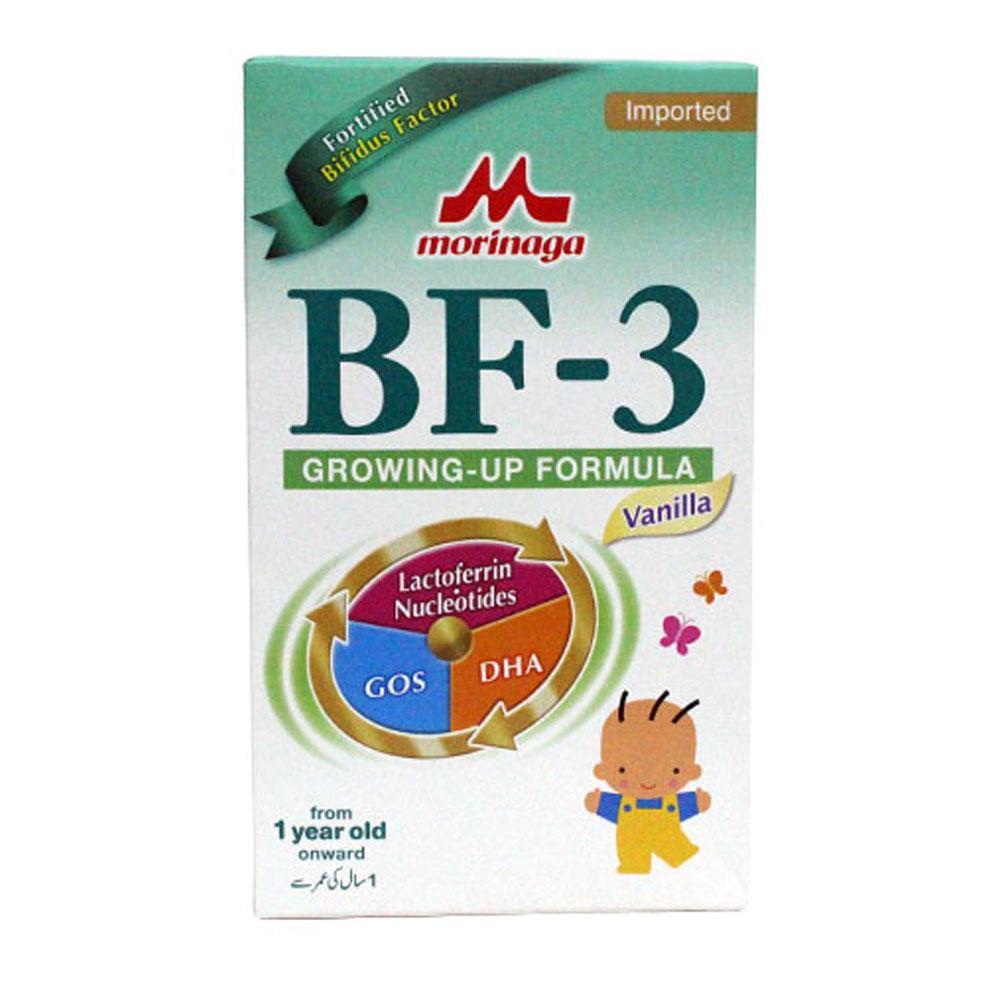 Fortified
Bifidus Factor
Imported
morinaga
BF-3
GROWING-UP FORMULA
Vanilla
Lactoferrin
Nucleotides
GOS
DHA
from
1 year old
onward
1 سال کی عمر سے